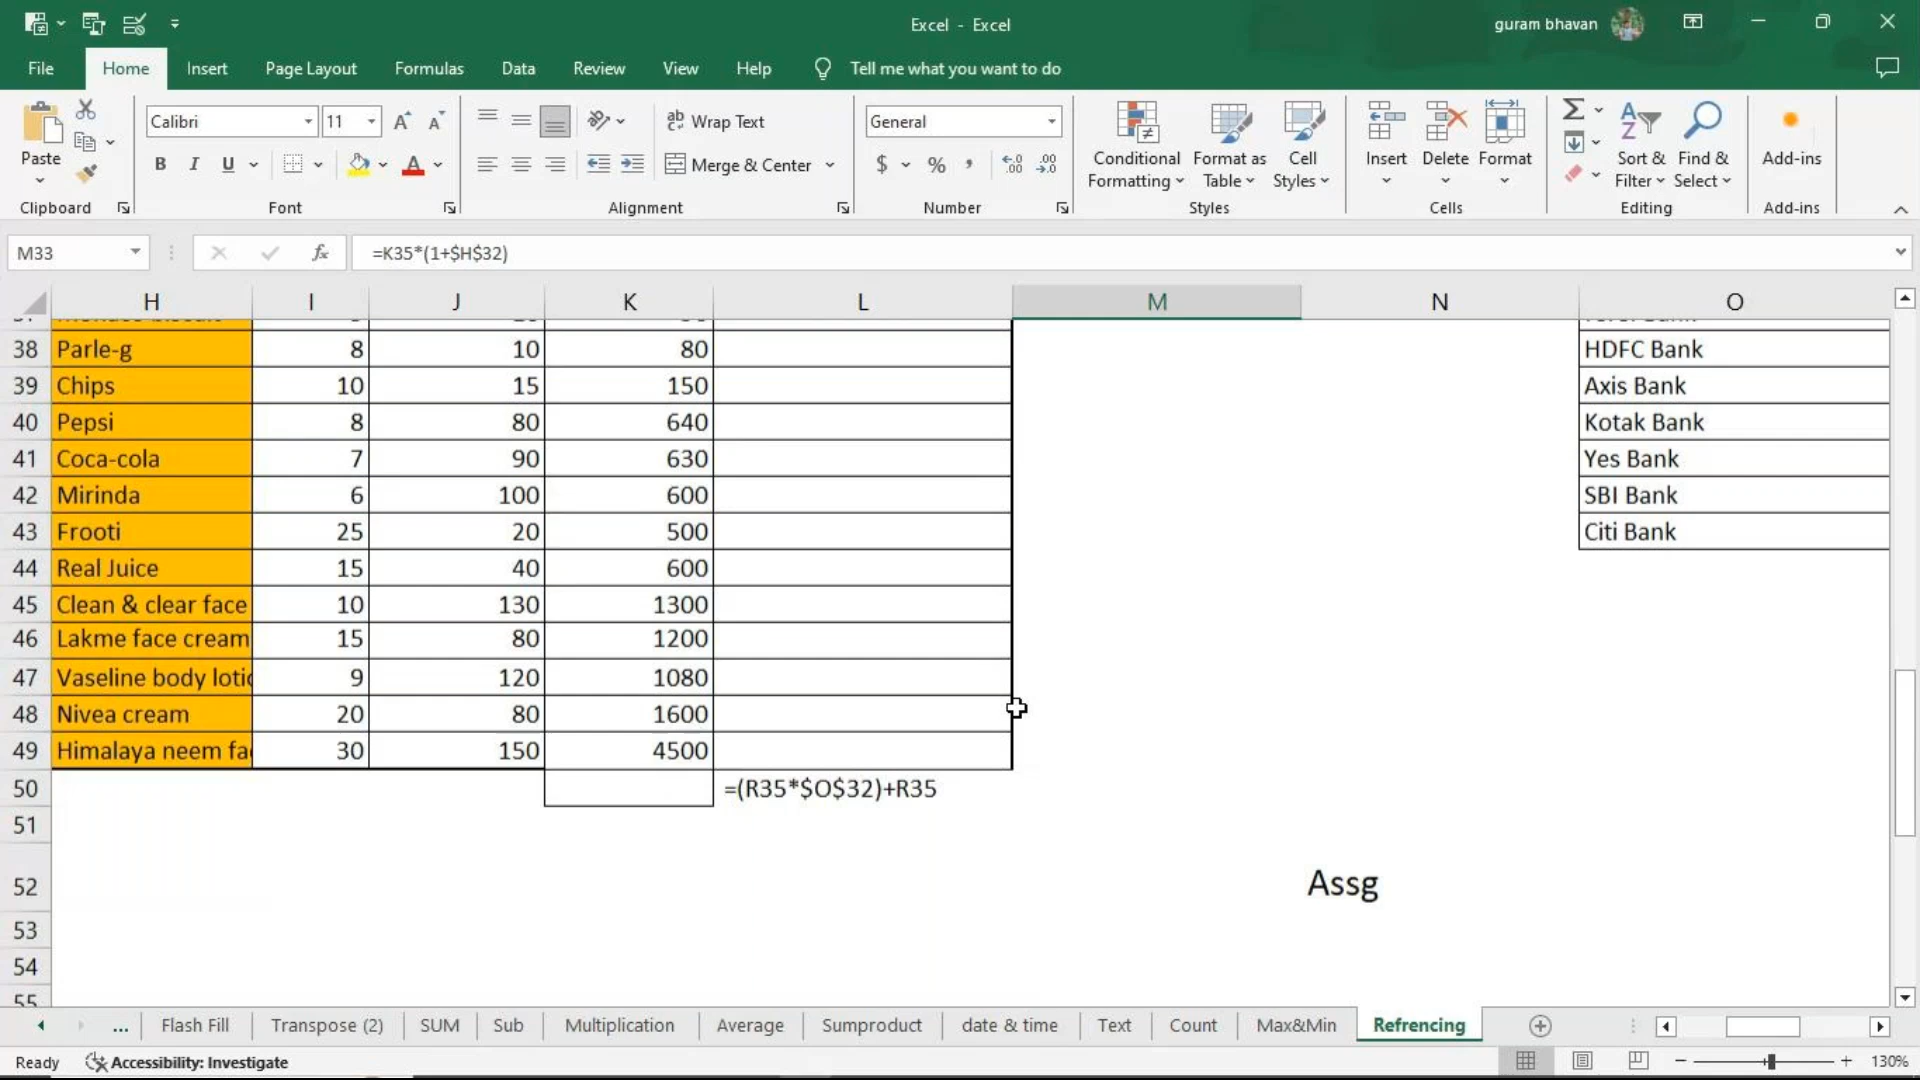 Excel - Excel
guram bhavan
File
Home
Insert
Page Layout
Formulas
Data
Review
View
Help
Tell me what you want to do
Paste
Clipboard
Calibri
11
B I U
Font
Wrap Text
Merge & Center
Alignment
General
$ % ,
Number
Conditional Formatting
Format as Table
Cell Styles
Styles
Insert
Delete
Format
Cells
Sort & Filter
Find & Select
Editing
Add-ins
Add-ins
M33
fx
=K35*(1+$H$32)
H I J K L M N O
38 Parle-g 8 10 80 HDFC Bank
39 Chips 10 15 150 Axis Bank
40 Pepsi 8 80 640 Kotak Bank
41 Coca-cola 7 90 630 Yes Bank
42 Mirinda 6 100 600 SBI Bank
43 Frooti 25 20 500 Citi Bank
44 Real Juice 15 40 600
45 Clean & clear face 10 130 1300
46 Lakme face cream 15 80 1200
47 Vaseline body loti 9 120 1080
48 Nivea cream 20 80 1600
49 Himalaya neem fa 30 150 4500
50 =(R35*$O$32)+R35
51
52 Assg
53
54
55
... Flash Fill Transpose (2) SUM Sub Multiplication Average Sumproduct date & time Text Count Max&Min Refrencing
Ready Accessibility: Investigate 130%